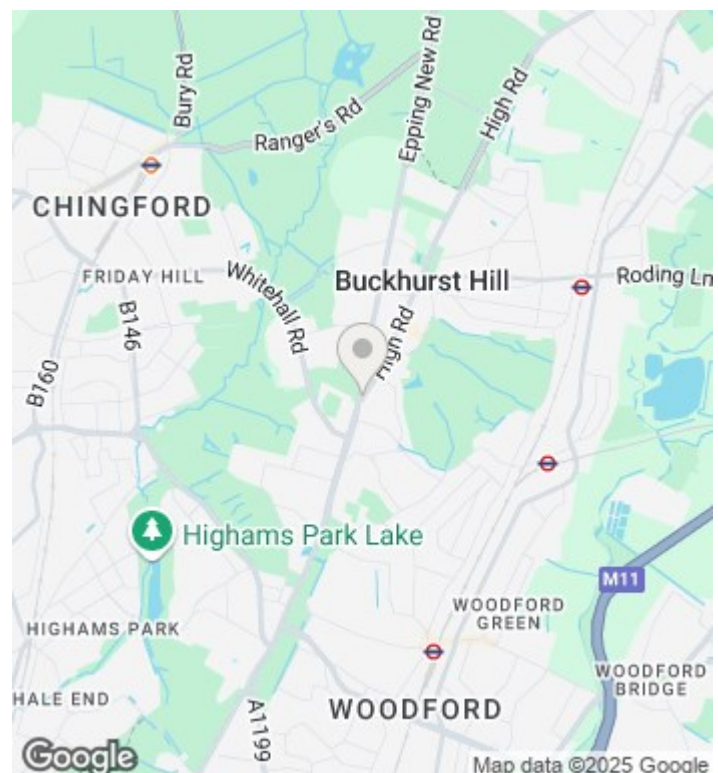 Bury Rd
Ranger's Rd
Epping New Rd
High Rd
CHINGFORD
FRIDAY HILL
Whitehall Rd
Buckhurst Hill
Roding Ln
B146
B160
High Rd
Highams Park Lake
M11
HIGHAMS PARK
WOODFORD
GREEN
HALE END
A1199
WOODFORD
WOODFORD
BRIDGE
Google
Map data ©2025 Google